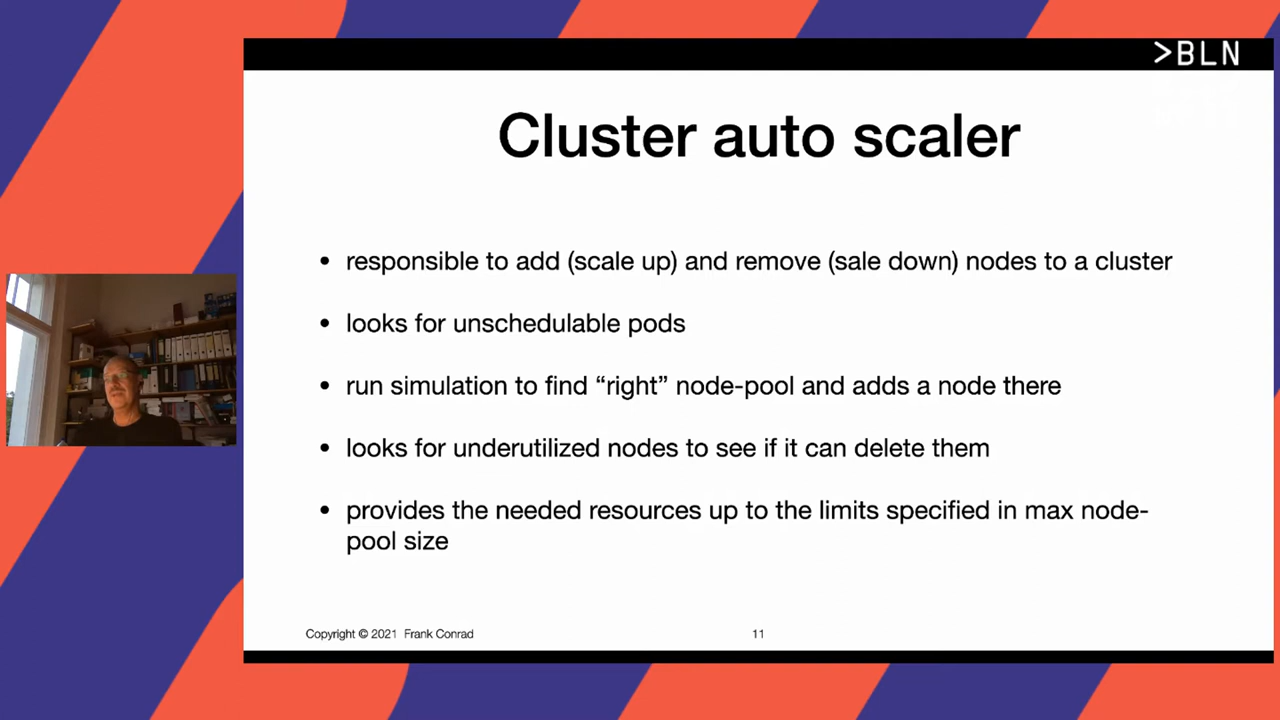 >BLN
Cluster auto scaler
• responsible to add (scale up) and remove (sale down) nodes to a cluster
• looks for unschedulable pods
• run simulation to find “right” node-pool and adds a node there
• looks for underutilized nodes to see if it can delete them
• provides the needed resources up to the limits specified in max node-
pool size
Copyright © 2021 Frank Conrad
11